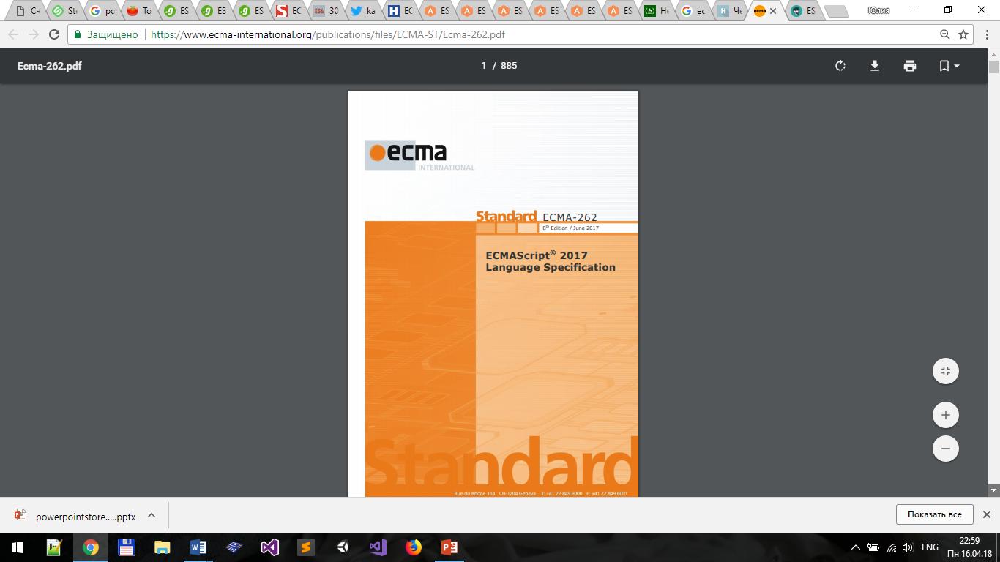 C+
St
po
To
ES
ES
ES
EC
ES6 30
ka
EC
ES
ES
ES
ES
ES
ES
He
ec
Че
ES
Юлия
Защищено https://www.ecma-international.org/publications/files/ECMA-ST/Ecma-262.pdf
Ecma-262.pdf
1 / 885
ecma
INTERNATIONAL
Standard ECMA-262
8th Edition / June 2017
ECMAScript® 2017
Language Specification
Standard
Rue du Rhône 114 CH-1204 Geneva T: +41 22 849 6000 F: +41 22 849 6001
powerpointstore.....pptx
Показать все
ENG
22:59
Пн 16.04.18